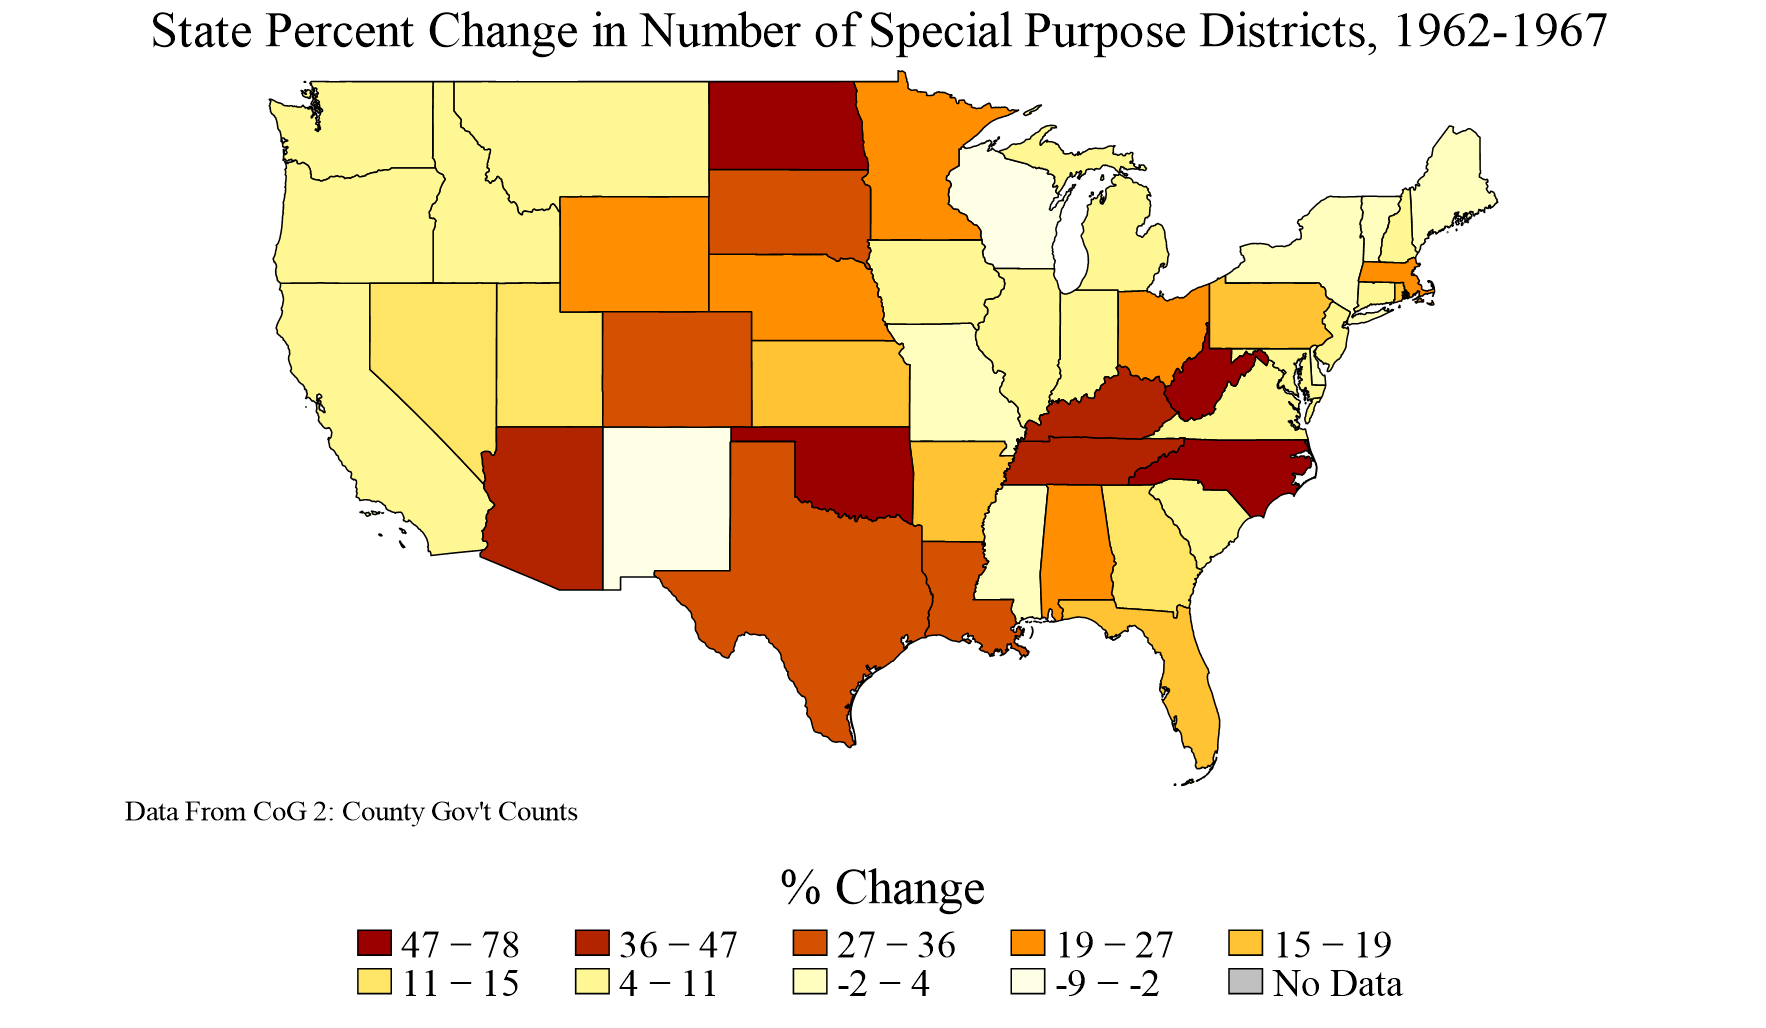 State Percent Change in Number of Special Purpose Districts, 1962-1967
Data From CoG 2: County Gov't Counts
% Change
47 – 78 36 – 47 27 – 36 19 – 27 15 – 19
11 – 15 4 – 11 -2 – 4 -9 – -2 No Data